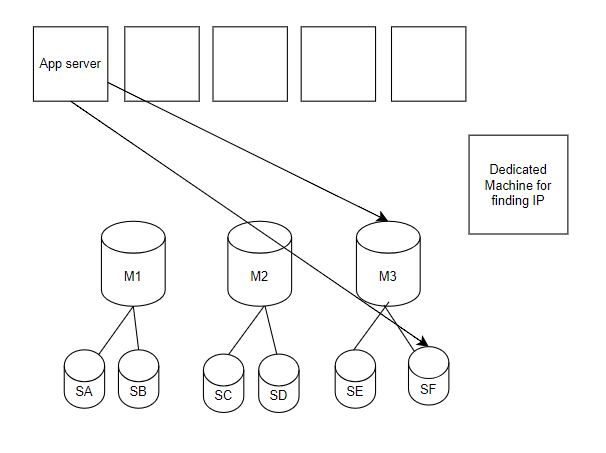 App server
Dedicated
Machine for
finding IP
M1
M2
M3
SA
SB
SC
SD
SE
SF